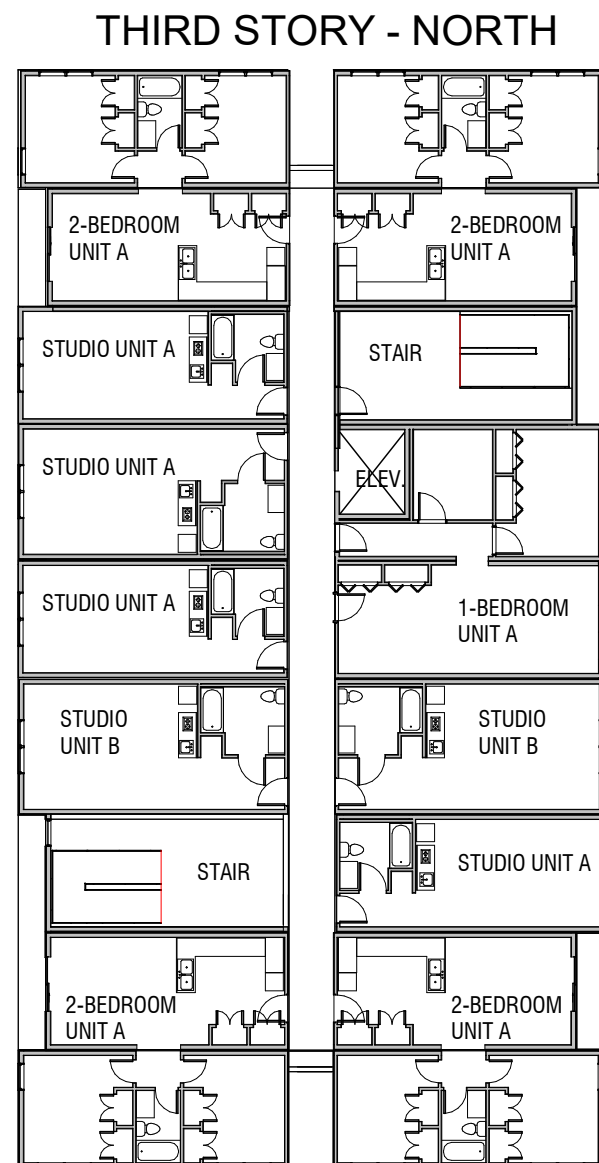 THIRD STORY - NORTH
2-BEDROOM
UNIT A
2-BEDROOM
UNIT A
STUDIO UNIT A
STAIR
STUDIO UNIT A
ELEV.
STUDIO UNIT A
1-BEDROOM
UNIT A
STUDIO
UNIT B
STUDIO
UNIT B
STAIR
STUDIO UNIT A
2-BEDROOM
UNIT A
2-BEDROOM
UNIT A